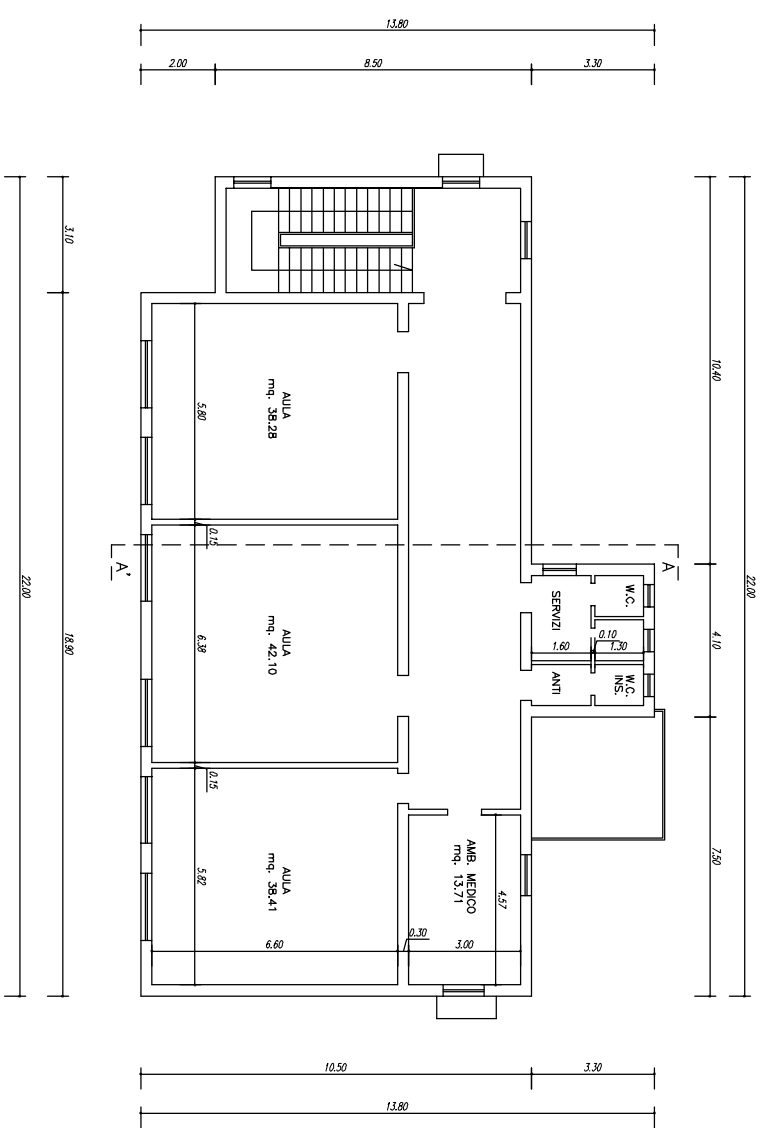 13.80
2.00
8.50
3.30
3.10
22.00
18.90
10.40
22.00
4.10
7.50
AULA
mq. 38.28
5.80
0.15
A'
A
AULA
mq. 42.10
6.38
0.15
SERVIZI
W.C.
0.10
1.60
1.30
ANTI
W.C.
INS.
AULA
mq. 38.41
5.82
AMB. MEDICO
mq. 13.71
4.57
6.60
0.30
3.00
10.50
3.30
13.80